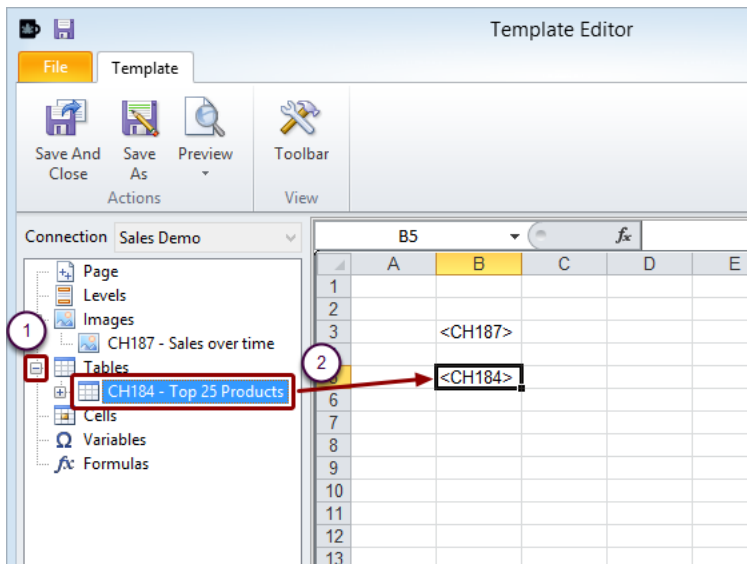 Template Editor
File
Template
Save And
Close
Save
As
Preview
Toolbar
Actions
View
Connection
Sales Demo
B5
fx
Page
Levels
Images
CH187 - Sales over time
Tables
CH184 - Top 25 Products
Cells
Ω Variables
fx Formulas
1
2
A B C D E
1
2
3 <CH187>
<CH184>
6
7
8
9
10
11
12
13